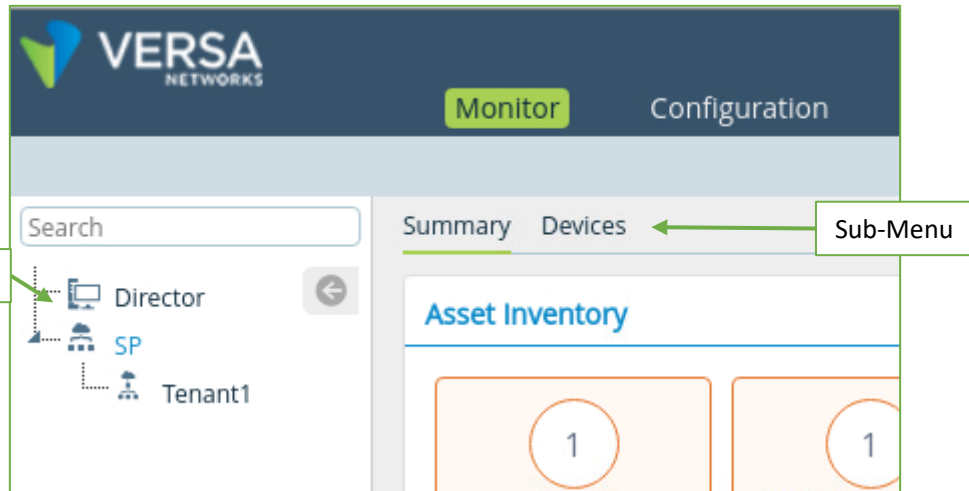 VERSA
NETWORKS
Monitor Configuration
Search
Summary Devices
Sub-Menu
Director
SP
Tenant1
Asset Inventory
1 1